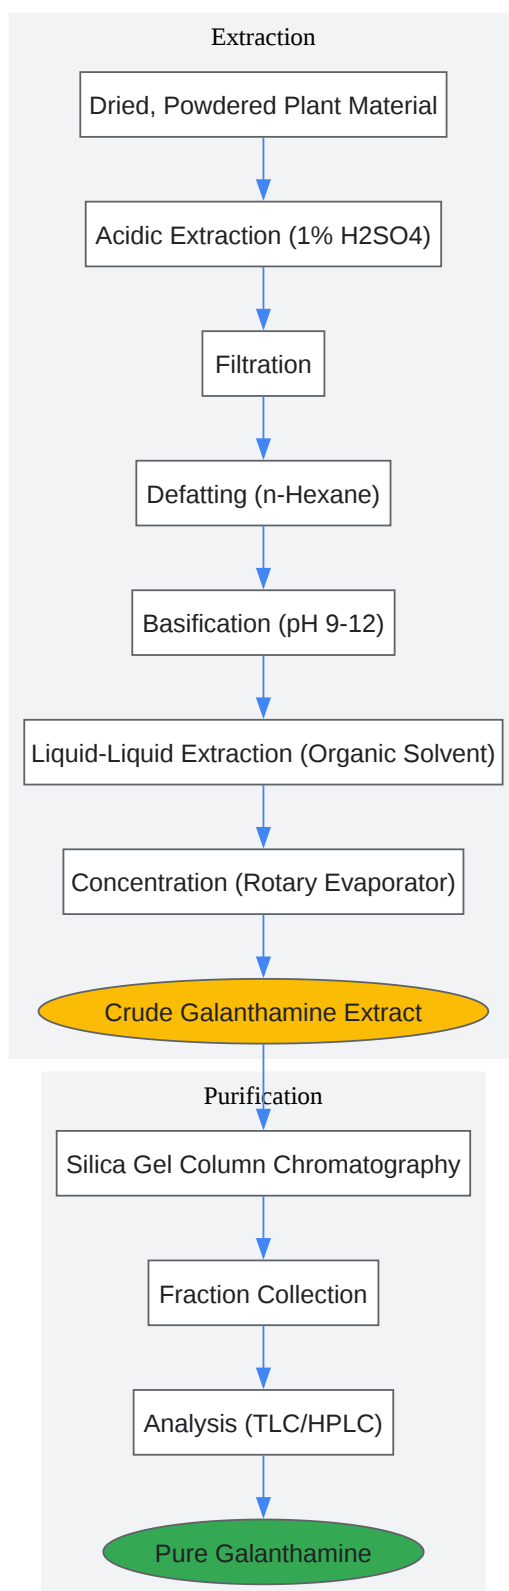 Extraction
Dried, Powdered Plant Material
Acidic Extraction (1% H2SO4)
Filtration
Defatting (n-Hexane)
Basification (pH 9-12)
Liquid-Liquid Extraction (Organic Solvent)
Concentration (Rotary Evaporator)
Crude Galanthamine Extract
Purification
Silica Gel Column Chromatography
Fraction Collection
Analysis (TLC/HPLC)
Pure Galanthamine